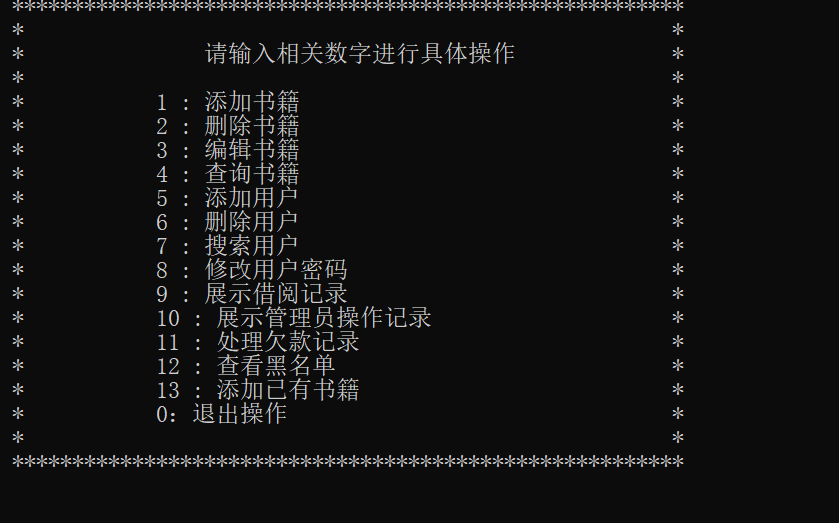 ********************************************************
*                                                      *
*               请输入相关数字进行具体操作             *
*                                                      *
*           1 : 添加书籍                               *
*           2 : 删除书籍                               *
*           3 : 编辑书籍                               *
*           4 : 查询书籍                               *
*           5 : 添加用户                               *
*           6 : 删除用户                               *
*           7 : 搜索用户                               *
*           8 : 修改用户密码                           *
*           9 : 展示借阅记录                           *
*           10 : 展示管理员操作记录                    *
*           11 : 处理欠款记录                          *
*           12 : 查看黑名单                            *
*           13 : 添加已有书籍                          *
*           0: 退出操作                                *
*                                                      *
********************************************************